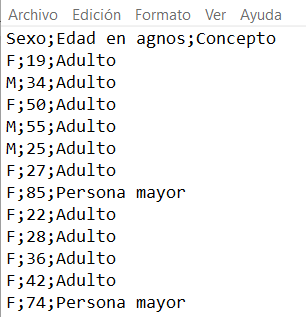 Archivo Edición Formato Ver Ayuda
Sexo;Edad en agnos;Concepto
F;19;Adulto
M;34;Adulto
F;50;Adulto
M;55;Adulto
M;25;Adulto
F;27;Adulto
F;85;Persona mayor
F;22;Adulto
F;28;Adulto
F;36;Adulto
F;42;Adulto
F;74;Persona mayor